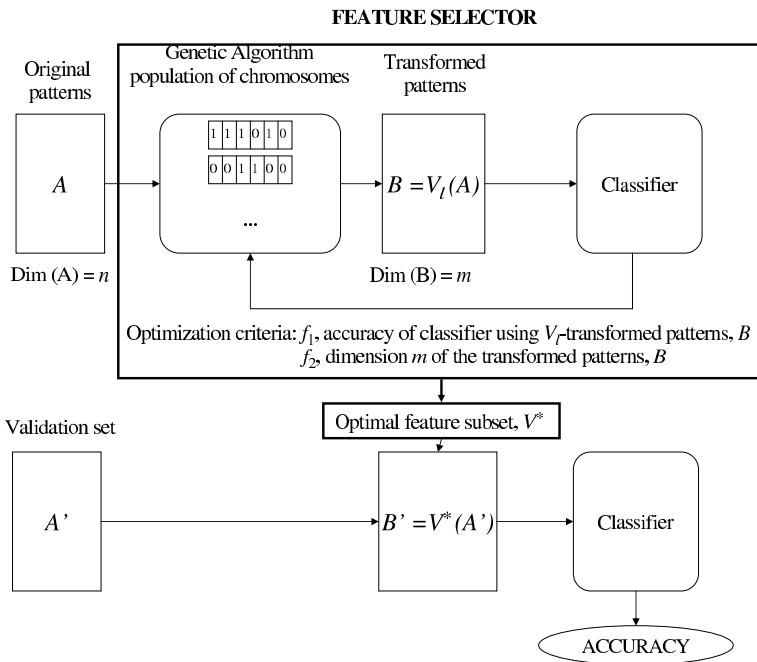 FEATURE SELECTOR
Original
patterns
Genetic Algorithm
population of chromosomes
Transformed
patterns
1 1 1 0 1 0
0 0 1 1 0 0
...
A
B = V_l(A)
Classifier
Dim (A) = n
Dim (B) = m
Optimization criteria: f_1, accuracy of classifier using V_l-transformed patterns, B
f_2, dimension m of the transformed patterns, B
Optimal feature subset, V*
Validation set
A’
B’ = V*(A’)
Classifier
ACCURACY